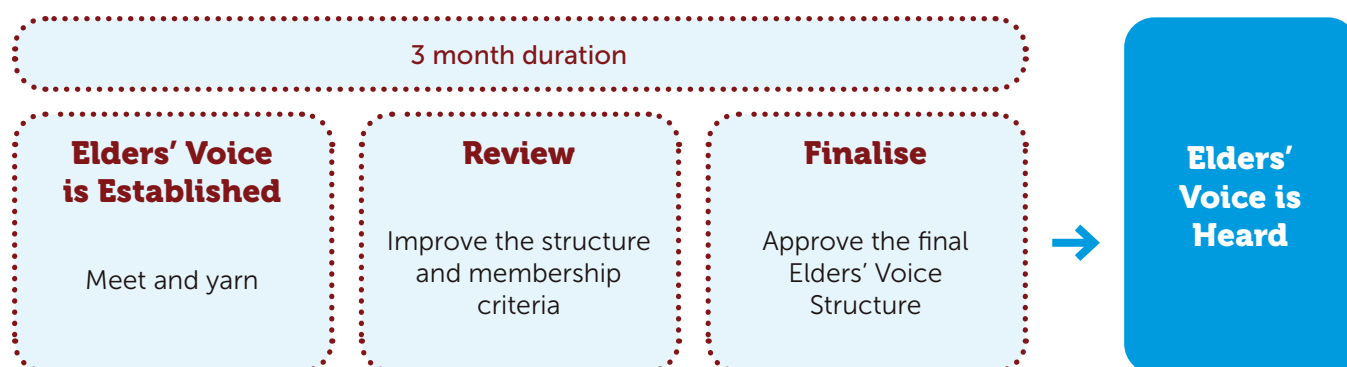 3 month duration
Elders’ Voice
is Established
Meet and yarn
Review
Improve the structure
and membership
criteria
Finalise
Approve the final
Elders’ Voice
Structure
Elders’
Voice is
Heard